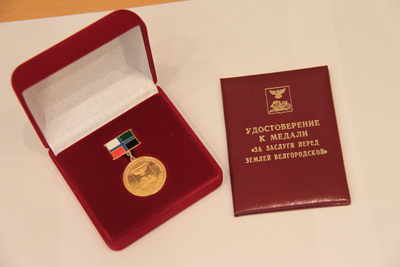 УДОСТОВЕРЕНИЕ
К МЕДАЛИ
«ЗА ЗАСЛУГИ ПЕРЕД
ЗЕМЛЕЙ БЕЛГОРОДСКОЙ»